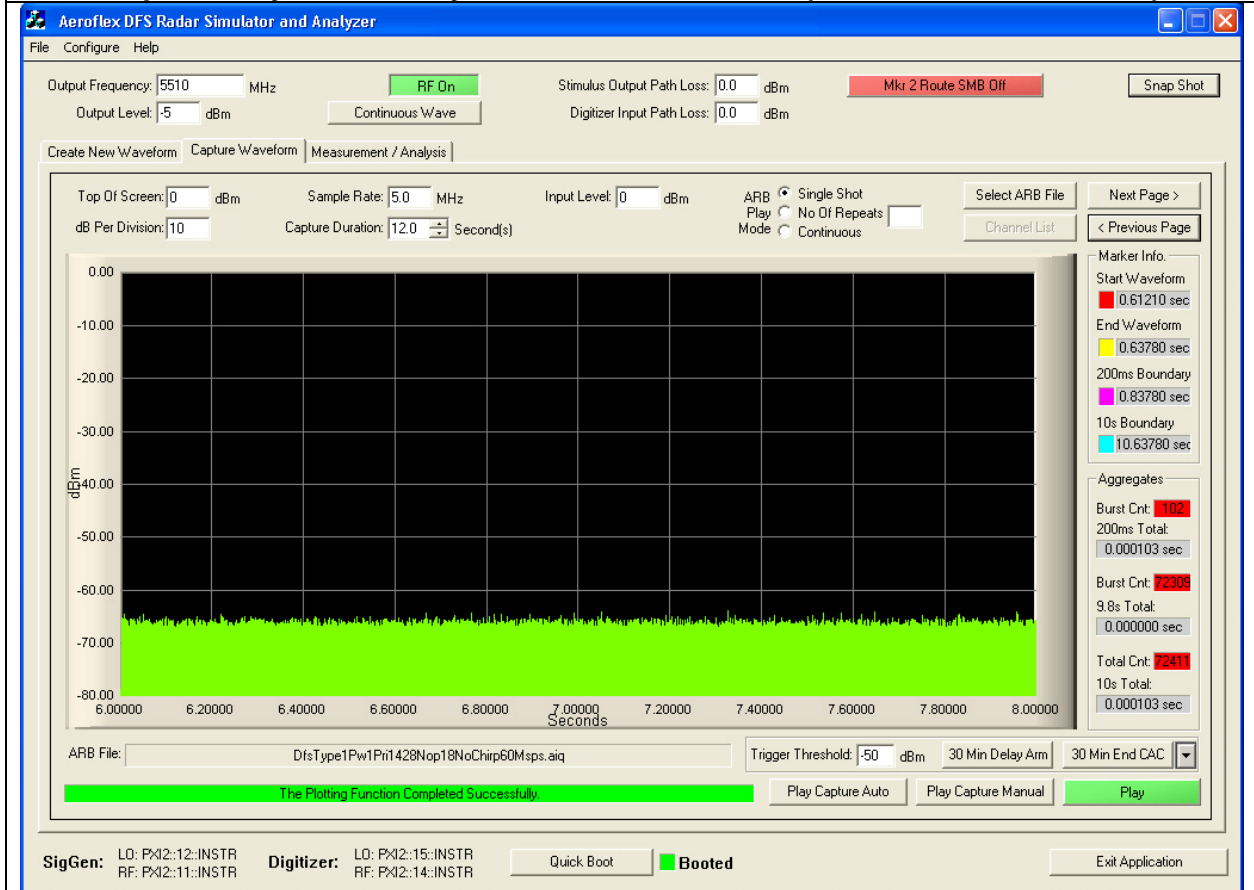 Aeroflex DFS Radar Simulator and Analyzer
File Configure Help
Output Frequency: 5510 MHz
RF On
Stimulus Output Path Loss: 0.0 dBm
Mkr 2 Route SMB Off
Snap Shot
Output Level: -5 dBm
Continuous Wave
Digitizer Input Path Loss: 0.0 dBm
Create New Waveform
Capture Waveform
Measurement / Analysis
Top Of Screen: 0 dBm
Sample Rate: 5.0 MHz
Input Level: 0 dBm
ARB Play Mode
Single Shot
No Of Repeats
Continuous
Select ARB File
Next Page >
dB Per Division: 10
Capture Duration: 12.0 Second(s)
Channel List
< Previous Page
0.00
-10.00
-20.00
-30.00
-40.00
-50.00
-60.00
-70.00
-80.00
dBm
6.00000 6.20000 6.40000 6.60000 6.80000 7.00000 7.20000 7.40000 7.60000 7.80000 8.00000
Seconds
Marker Info.
Start Waveform
0.61210 sec
End Waveform
0.63780 sec
200ms Boundary
0.83780 sec
10s Boundary
10.63780 sec
Aggregates
Burst Cnt: 102
200ms Total:
0.000103 sec
Burst Cnt: 72309
9.8s Total:
0.000000 sec
Total Cnt: 72411
10s Total:
0.000103 sec
ARB File: DfsType1Pw1Pri1428Nop18NoChirp60Msps.aiq
Trigger Threshold: -50 dBm
30 Min Delay Arm
30 Min End CAC
The Plotting Function Completed Successfully.
Play Capture Auto
Play Capture Manual
Play
SigGen: LO: PXI2::12::INSTR
RF: PXI2::11::INSTR
Digitizer: LO: PXI2::15::INSTR
RF: PXI2::14::INSTR
Quick Boot
Booted
Exit Application